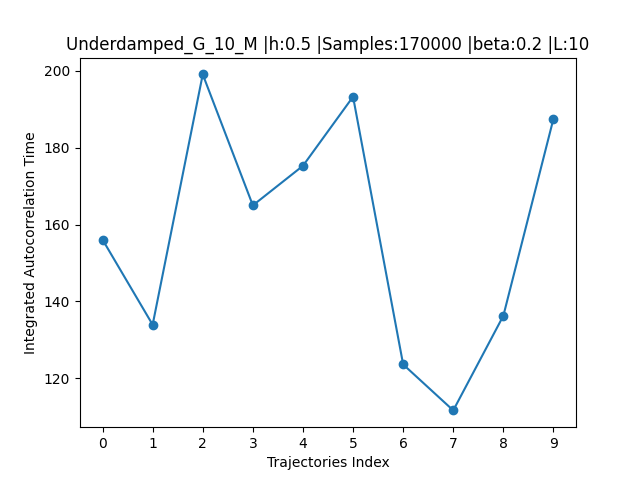 Underdamped_G_10_M |h:0.5 |Samples:170000 |beta:0.2 |L:10
Integrated Autocorrelation Time
200
180
160
140
120
0 1 2 3 4 5 6 7 8 9
Trajectories Index